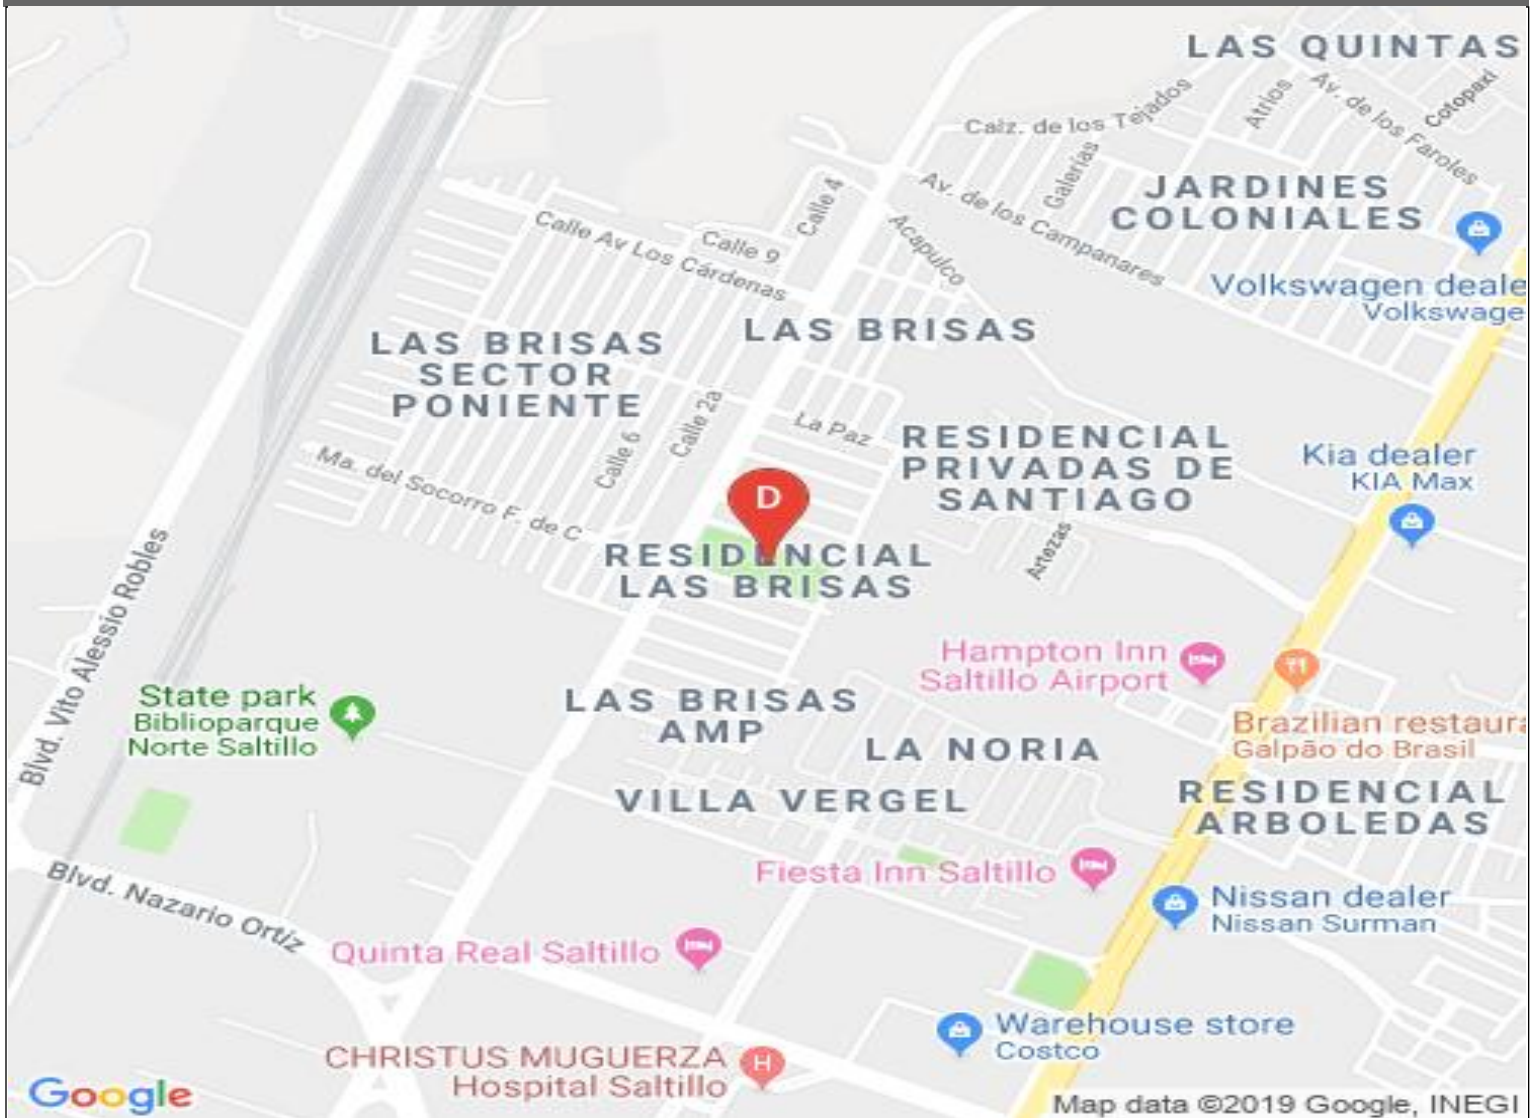 LAS QUINTAS
Cotopaxi
Av. de los Faroles
Atrios
Calz. de los Tejados
Galerías
JARDINES
COLONIALES
Av. de los Campanares
Calle 4
Acapulco
Calle 9
Calle Av Los Cárdenas
Volkswagen deale
Volkswage
LAS BRISAS
LAS BRISAS
SECTOR
PONIENTE
Calle 2a
Calle 6
La Paz
RESIDENCIAL
PRIVADAS DE
SANTIAGO
Kia dealer
KIA Max
Ma. del Socorro F. de C
D
Artezas
RESIDENCIAL
LAS BRISAS
Blvd. Vito Alessio Robles
Hampton Inn
Saltillo Airport
State park
Biblioparque
Norte Saltillo
LAS BRISAS
AMP
Brazilian restaura
Galpão do Brasil
LA NORIA
VILLA VERGEL
RESIDENCIAL
ARBOLEDAS
Fiesta Inn Saltillo
Blvd. Nazario Ortíz
Nissan dealer
Nissan Surman
Quinta Real Saltillo
Warehouse store
Costco
CHRISTUS MUGUERZA
Hospital Saltillo
H
Google
Map data ©2019 Google, INEGI